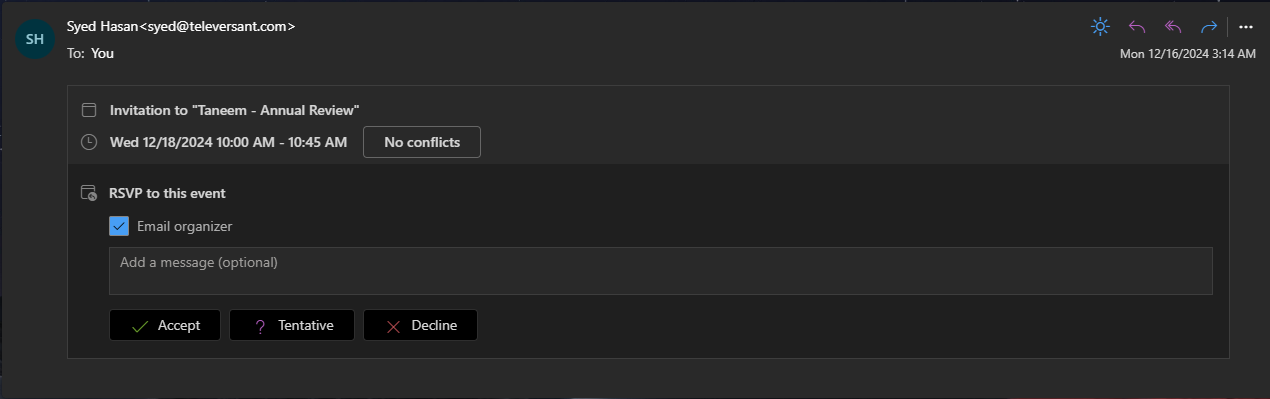 SH
Syed Hasan<syed@televersant.com>
To: You
Mon 12/16/2024 3:14 AM
Invitation to "Taneem - Annual Review"
Wed 12/18/2024 10:00 AM - 10:45 AM
No conflicts
RSVP to this event
Email organizer
Add a message (optional)
Accept
? Tentative
Decline